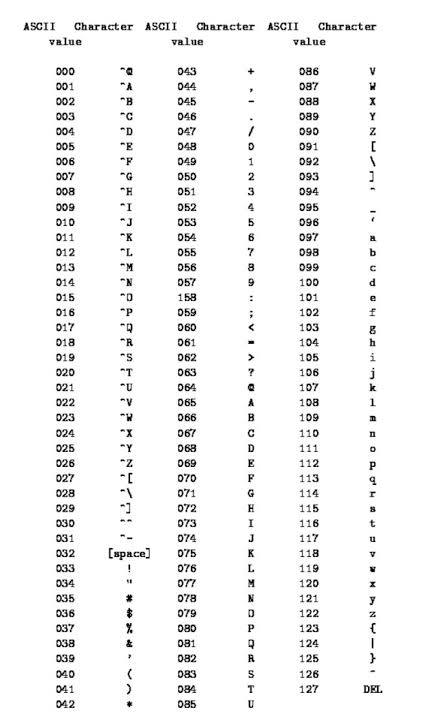 ASCII Character ASCII Character ASCII Character
value value value
000 ^@ 043 + 086 V
001 ^A 044 , 087 W
002 ^B 045 - 088 X
003 ^C 046 . 089 Y
004 ^D 047 / 090 Z
005 ^E 048 0 091 [
006 ^F 049 1 092 \
007 ^G 050 2 093 ]
008 ^H 051 3 094 ^
009 ^I 052 4 095 _
010 ^J 053 5 096 ‘
011 ^K 054 6 097 a
012 ^L 055 7 098 b
013 ^M 056 8 099 c
014 ^N 057 9 100 d
015 ^O 158 : 101 e
016 ^P 059 ; 102 f
017 ^Q 060 < 103 g
018 ^R 061 = 104 h
019 ^S 062 > 105 i
020 ^T 063 ? 106 j
021 ^U 064 @ 107 k
022 ^V 065 A 108 l
023 ^W 066 B 109 m
024 ^X 067 C 110 n
025 ^Y 068 D 111 o
026 ^Z 069 E 112 p
027 ^[ 070 F 113 q
028 ^\ 071 G 114 r
029 ^] 072 H 115 s
030 ^^ 073 I 116 t
031 ^- 074 J 117 u
032 [space] 075 K 118 v
033 ! 076 L 119 w
034 " 077 M 120 x
035 # 078 N 121 y
036 $ 079 O 122 z
037 % 080 P 123 {
038 & 081 Q 124 |
039 ' 082 R 125 }
040 ( 083 S 126 ~
041 ) 084 T 127 DEL
042 * 085 U